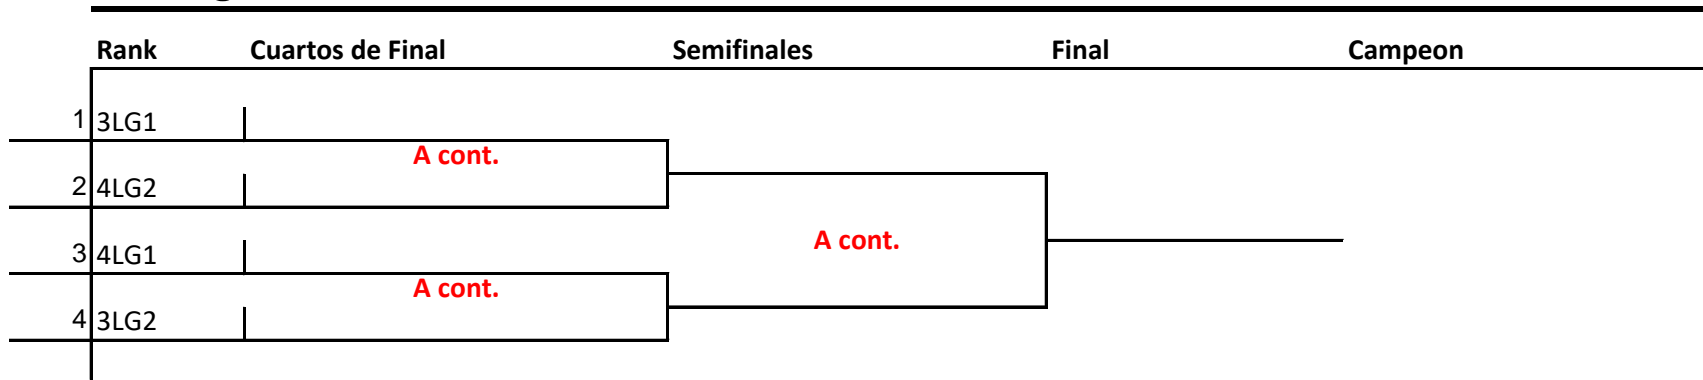 Rank Cuartos de Final Semifinales Final Campeon
1 3LG1
A cont.
2 4LG2
A cont.
3 4LG1
A cont.
4 3LG2